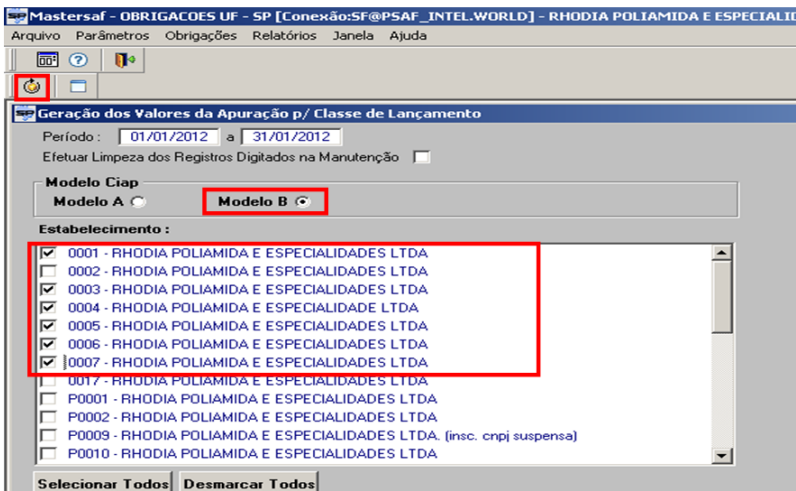 Mastersaf - OBRIGACOES UF - SP [Conexão:SF@PSAF_INTEL.WORLD] - RHODIA POLIAMIDA E ESPECIALID
Arquivo Parâmetros Obrigações Relatórios Janela Ajuda
Geração dos Valores da Apuração p/ Classe de Lançamento
Período : 01/01/2012 a 31/01/2012
Efetuar Limpeza dos Registros Digitados na Manutenção
Modelo Ciap
Modelo A Modelo B
Estabelecimento :
0001 - RHODIA POLIAMIDA E ESPECIALIDADES LTDA
0002 - RHODIA POLIAMIDA E ESPECIALIDADES LTDA
0003 - RHODIA POLIAMIDA E ESPECIALIDADES LTDA
0004 - RHODIA POLIAMIDA E ESPECIALIDADE LTDA
0005 - RHODIA POLIAMIDA E ESPECIALIDADES LTDA
0006 - RHODIA POLIAMIDA E ESPECIALIDADES LTDA
0007 - RHODIA POLIAMIDA E ESPECIALIDADES LTDA
0017 - RHODIA POLIAMIDA E ESPECIALIDADES LTDA
P0001 - RHODIA POLIAMIDA E ESPECIALIDADES LTDA
P0002 - RHODIA POLIAMIDA E ESPECIALIDADES LTDA
P0009 - RHODIA POLIAMIDA E ESPECIALIDADES LTDA. (insc. cnpj suspensa)
P0010 - RHODIA POLIAMIDA E ESPECIALIDADES LTDA
Selecionar Todos Desmarcar Todos